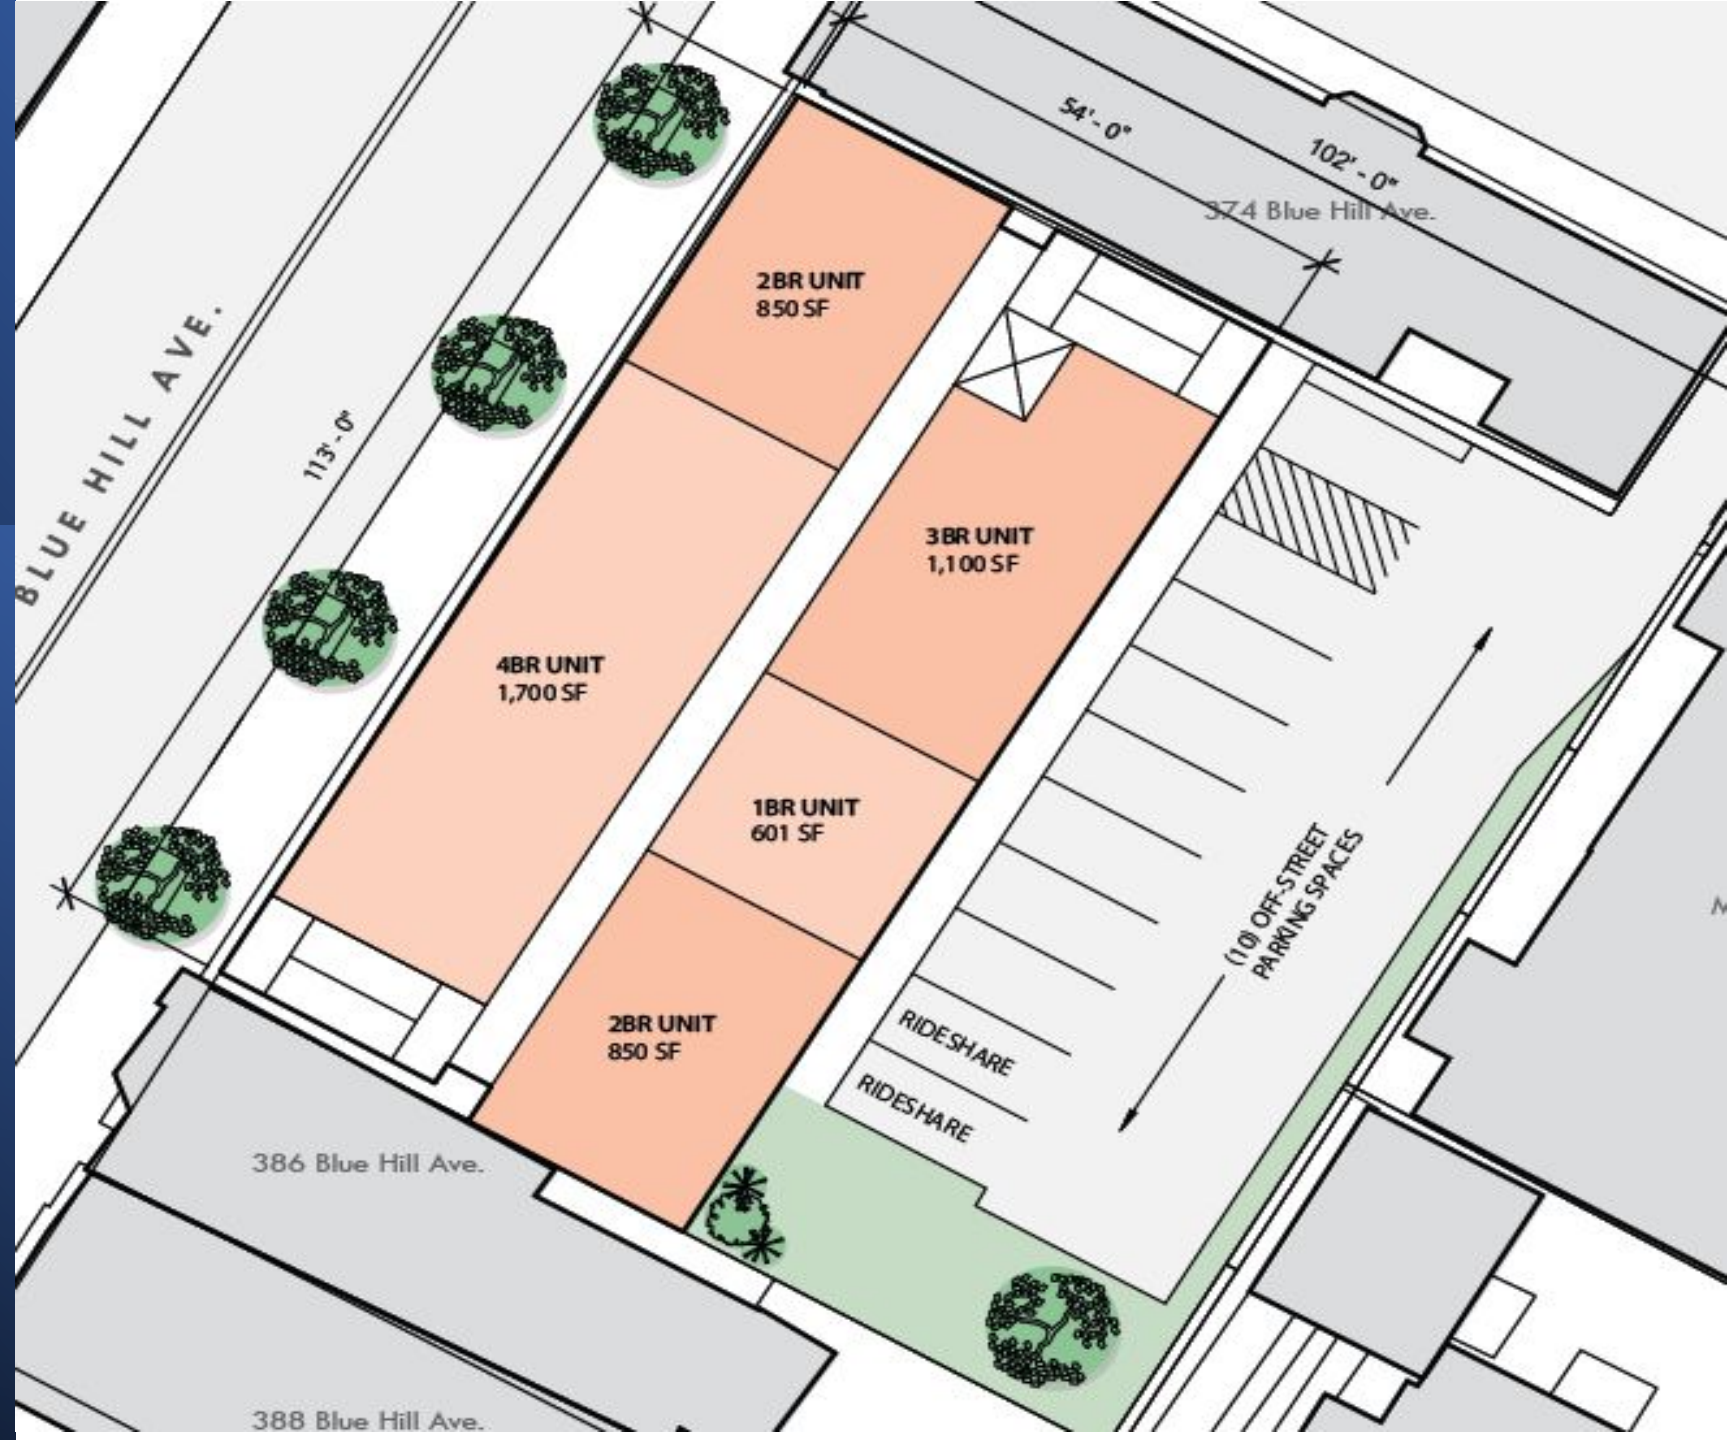 54'- 0"
102'- 0"
374 Blue Hill Ave.
2BR UNIT
850 SF
BLUE HILL AVE.
113'- 0"
3BR UNIT
1,100 SF
4BR UNIT
1,700 SF
1BR UNIT
601 SF
(10) OFF-STREET
PARKING SPACES
2BR UNIT
850 SF
RIDESHARE
RIDESHARE
386 Blue Hill Ave.
388 Blue Hill Ave.